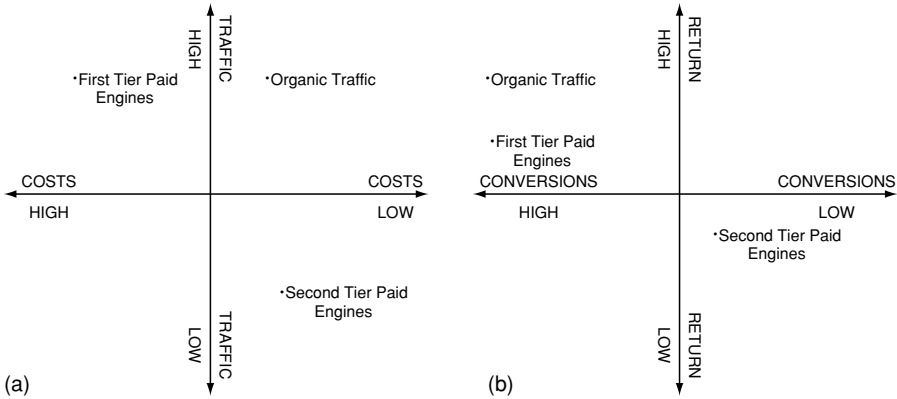 HIGH
TRAFFIC
•First Tier Paid
Engines
•Organic Traffic
COSTS
HIGH
COSTS
LOW
•Second Tier Paid
Engines
LOW
TRAFFIC
(a)
HIGH
RETURN
•Organic Traffic
•First Tier Paid
Engines
CONVERSIONS
HIGH
CONVERSIONS
LOW
•Second Tier Paid
Engines
LOW
RETURN
(b)